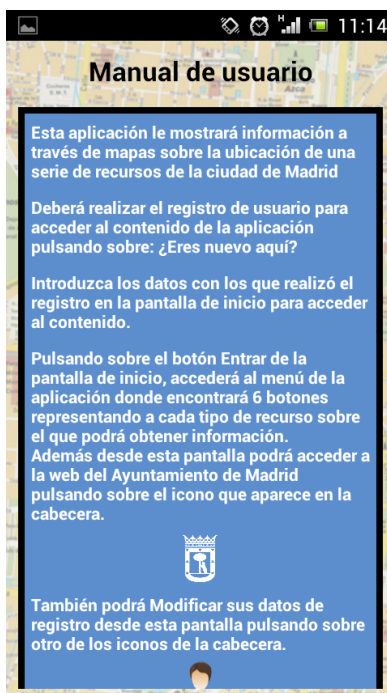 H 11:14
Manual de usuario
Esta aplicación le mostrará información a
través de mapas sobre la ubicación de una
serie de recursos de la ciudad de Madrid
Deberá realizar el registro de usuario para
acceder al contenido de la aplicación
pulsando sobre: ¿Eres nuevo aquí?
Introduzca los datos con los que realizó el
registro en la pantalla de inicio para acceder
al contenido.
Pulsando sobre el botón Entrar de la
pantalla de inicio, accederá al menú de la
aplicación donde encontrará 6 botones
representando a cada tipo de recurso sobre
el que podrá obtener información.
Además desde esta pantalla podrá acceder a
la web del Ayuntamiento de Madrid
pulsando sobre el icono que aparece en la
cabecera.
También podrá Modificar sus datos de
registro desde esta pantalla pulsando sobre
otro de los iconos de la cabecera.